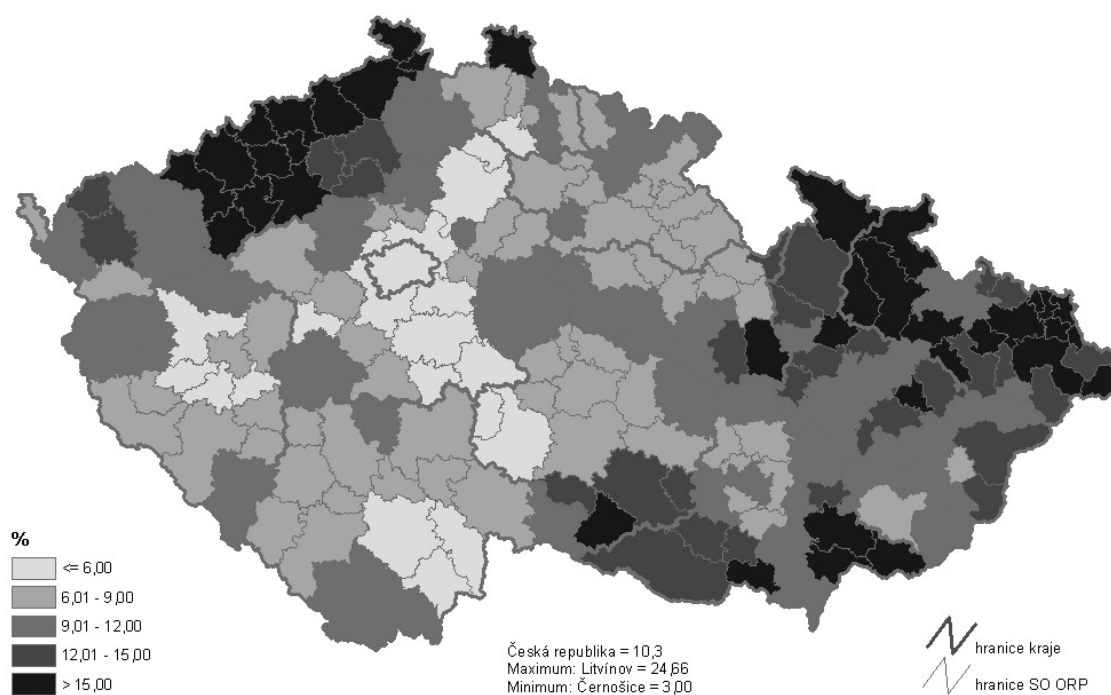 %
<= 6,00
6,01 - 9,00
9,01 - 12,00
12,01 - 15,00
> 15,00
Česká republika = 10,3
Maximum: Litvínov = 24,66
Minimum: Černošice = 3,00
hranice kraje
hranice SO ORP